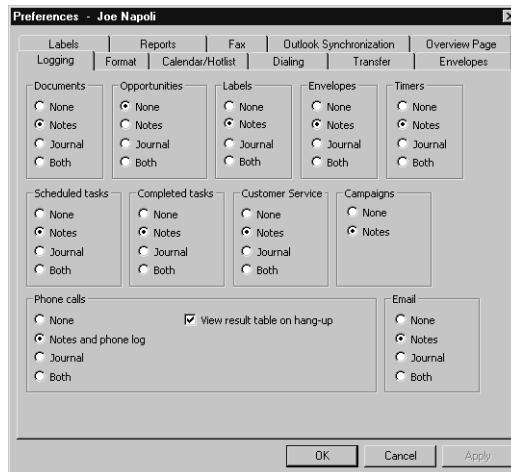 Preferences - Joe Napoli
Labels Reports Fax Outlook Synchronization Overview Page
Logging Format Calendar/Hotlist Dialing Transfer Envelopes
Documents Opportunities Labels Envelopes Timers
None None None None None
Notes Notes Notes Notes Notes
Journal Journal Journal Journal Journal
Both Both Both Both Both
Scheduled tasks Completed tasks Customer Service Campaigns
None None None None
Notes Notes Notes Notes
Journal Journal Journal
Both Both Both
Phone calls Email
None View result table on hang-up None
Notes and phone log Notes
Journal Journal
Both Both
OK Cancel Apply